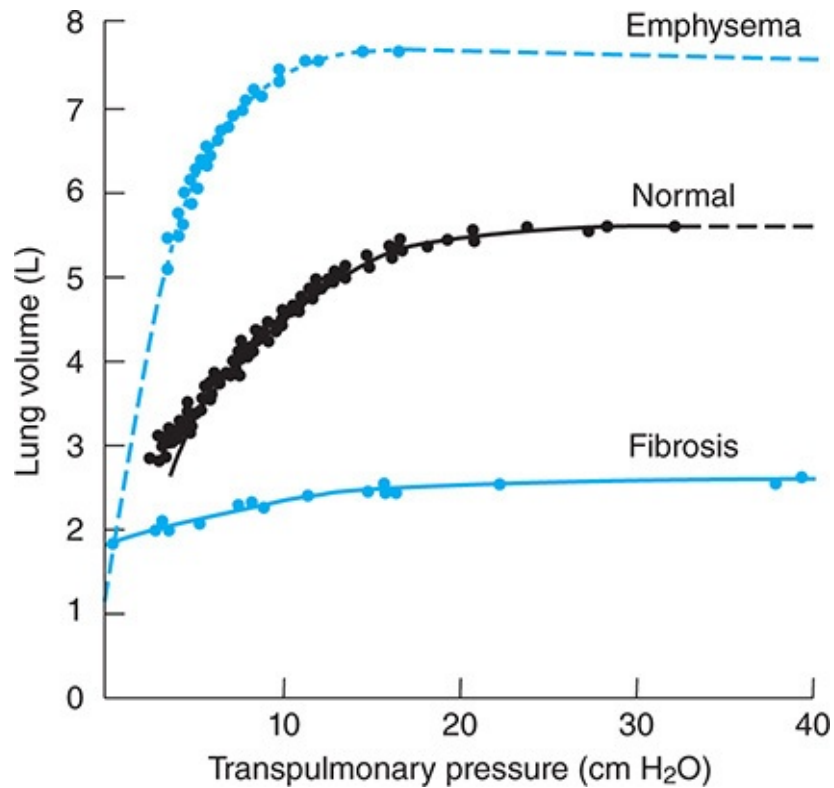 8
Emphysema
7
6
Normal
5
Lung volume (L)
4
3
Fibrosis
2
1
0
10
20
30
40
Transpulmonary pressure (cm H₂O)